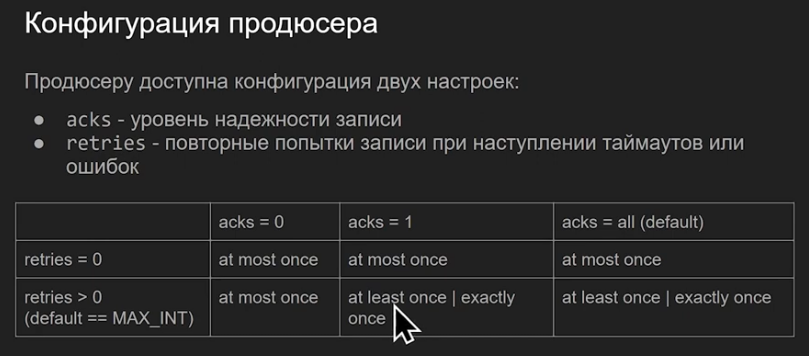 Конфигурация продюсера
Продюсеру доступна конфигурация двух настроек:
● acks - уровень надежности записи
● retries - повторные попытки записи при наступлении таймаутов или
ошибок
acks = 0 acks = 1 acks = all (default)
retries = 0 at most once at most once at most once
retries > 0 at most once at least once | exactly at least once | exactly once
(default == MAX_INT) once